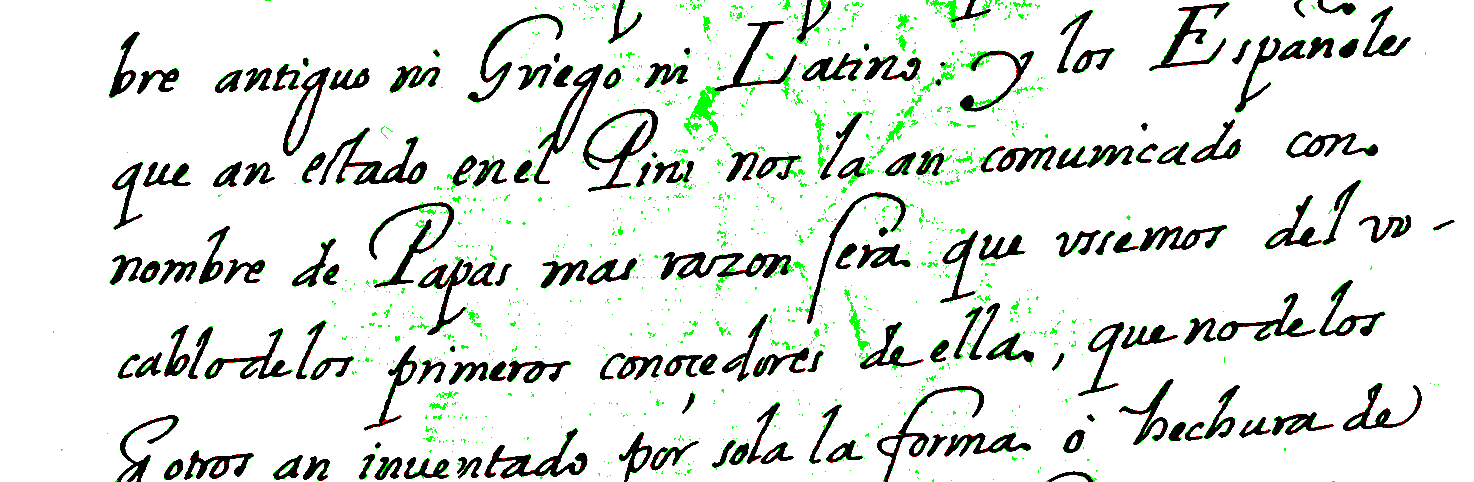 bre antiguo ni Griego ni Latino: y los Españoles
que an estado en el Piru nos la an comunicado con
nombre de Papas mas razon sera que usemos del vo-
cablo de los primeros conocedores de ella, que no de los
q otros an inventado por sola la forma ò hechura de